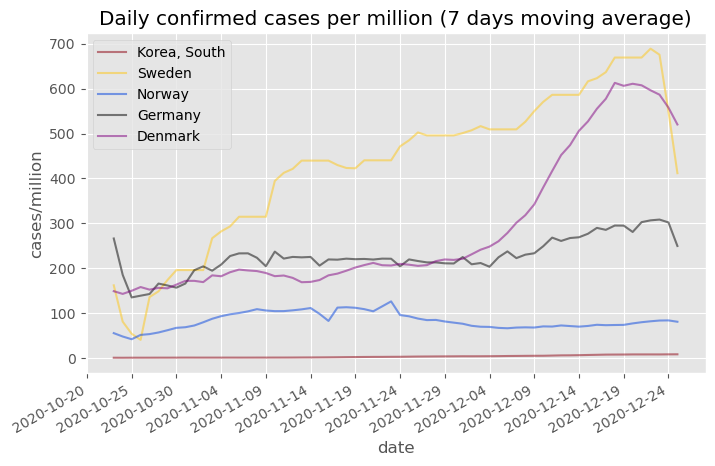 Daily confirmed cases per million (7 days moving average)
700
600
500
400
300
200
100
0
cases/million
Korea, South
Sweden
Norway
Germany
Denmark
2020-10-20
2020-10-25
2020-10-30
2020-11-04
2020-11-09
2020-11-14
2020-11-19
2020-11-24
2020-11-29
2020-12-04
2020-12-09
2020-12-14
2020-12-19
2020-12-24
date